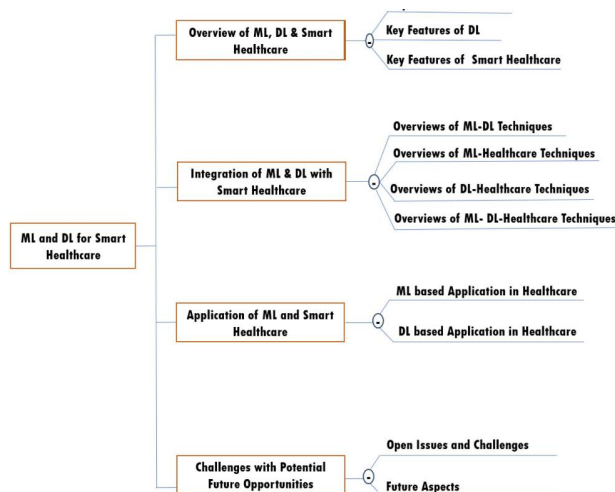 Overview of ML, DL & Smart
Healthcare
Key Features of DL
Key Features of Smart Healthcare
Integration of ML & DL with
Smart Healthcare
Overviews of ML-DL Techniques
Overviews of ML-Healthcare Techniques
Overviews of DL-Healthcare Techniques
Overviews of ML- DL-Healthcare Techniques
ML and DL for Smart
Healthcare
Application of ML and Smart
Healthcare
ML based Application in Healthcare
DL based Application in Healthcare
Challenges with Potential
Future Opportunities
Open Issues and Challenges
Future Aspects